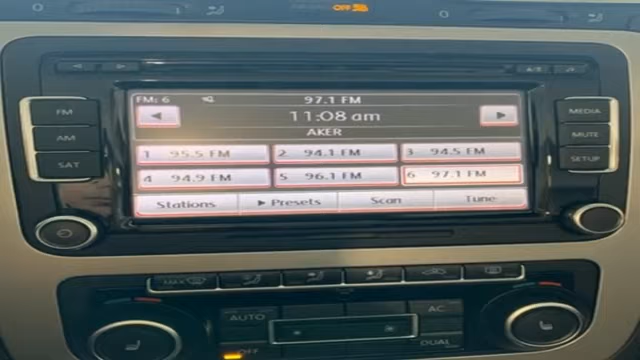 OFF
FM: 6 97.1 FM
11:08 am
AKER
1 95.5 FM 2 94.1 FM 3 94.5 FM
4 94.9 FM 5 96.1 FM 6 97.1 FM
Stations Presets Scan Tune
FM
AM
SAT
MEDIA
MUTE
SETUP
MAX
AUTO
OFF
AC
DUAL